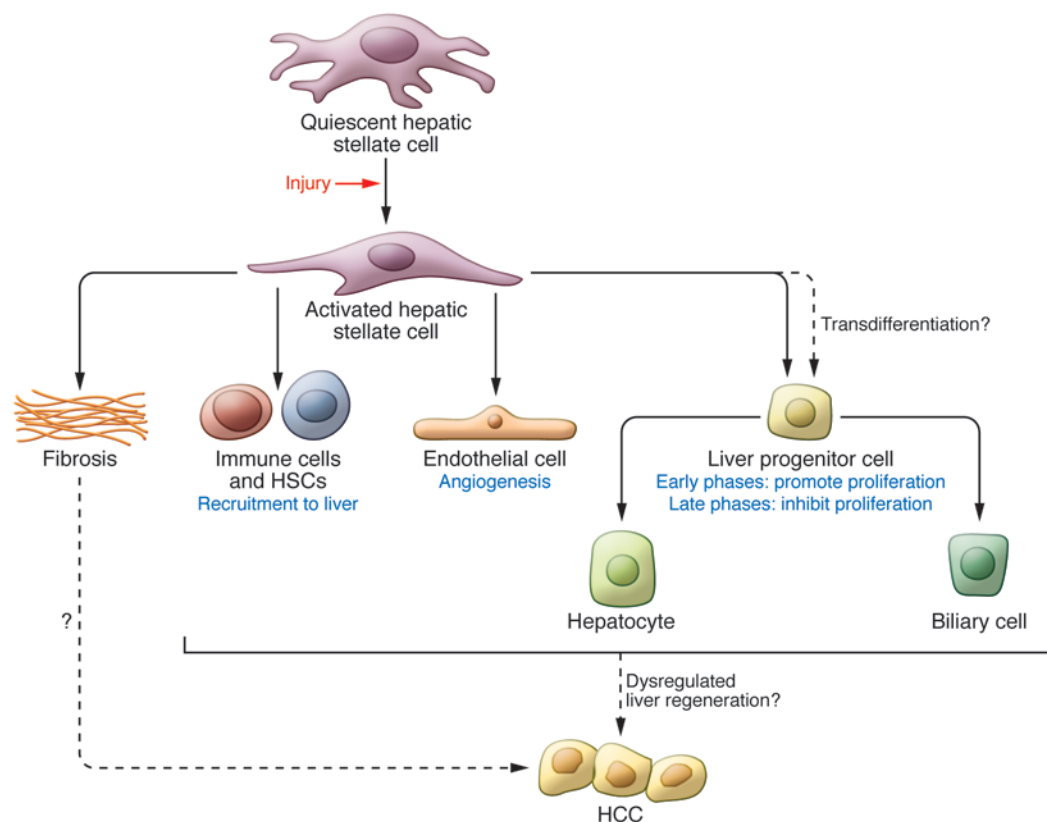 Quiescent hepatic
stellate cell
Injury
Activated hepatic
stellate cell
Transdifferentiation?
Fibrosis
Immune cells
and HSCs
Recruitment to liver
Endothelial cell
Angiogenesis
Liver progenitor cell
Early phases: promote proliferation
Late phases: inhibit proliferation
Hepatocyte
Biliary cell
?
Dysregulated
liver regeneration?
HCC